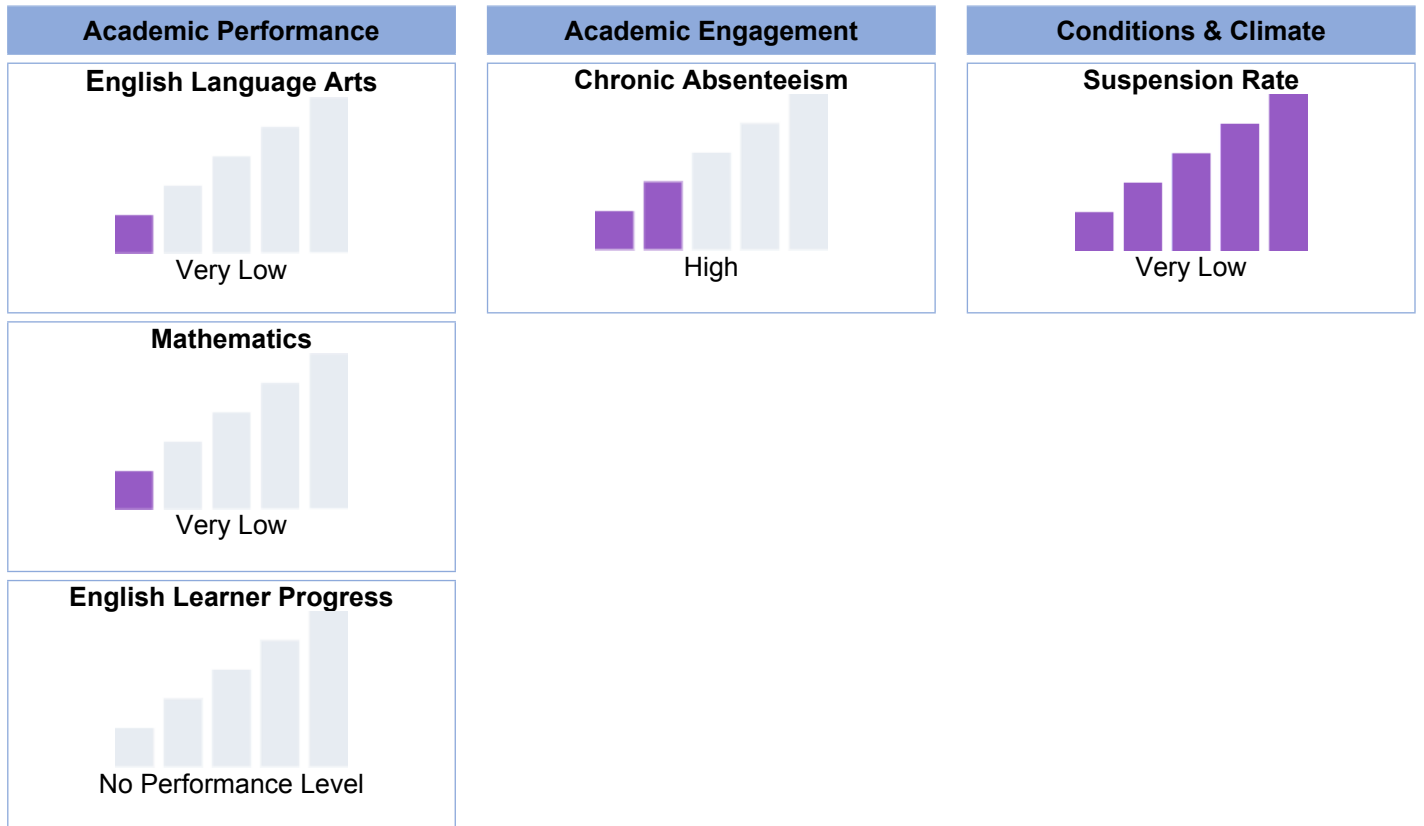 Academic Performance
Academic Engagement
Conditions & Climate
English Language Arts
Very Low
Chronic Absenteeism
High
Suspension Rate
Very Low
Mathematics
Very Low
English Learner Progress
No Performance Level